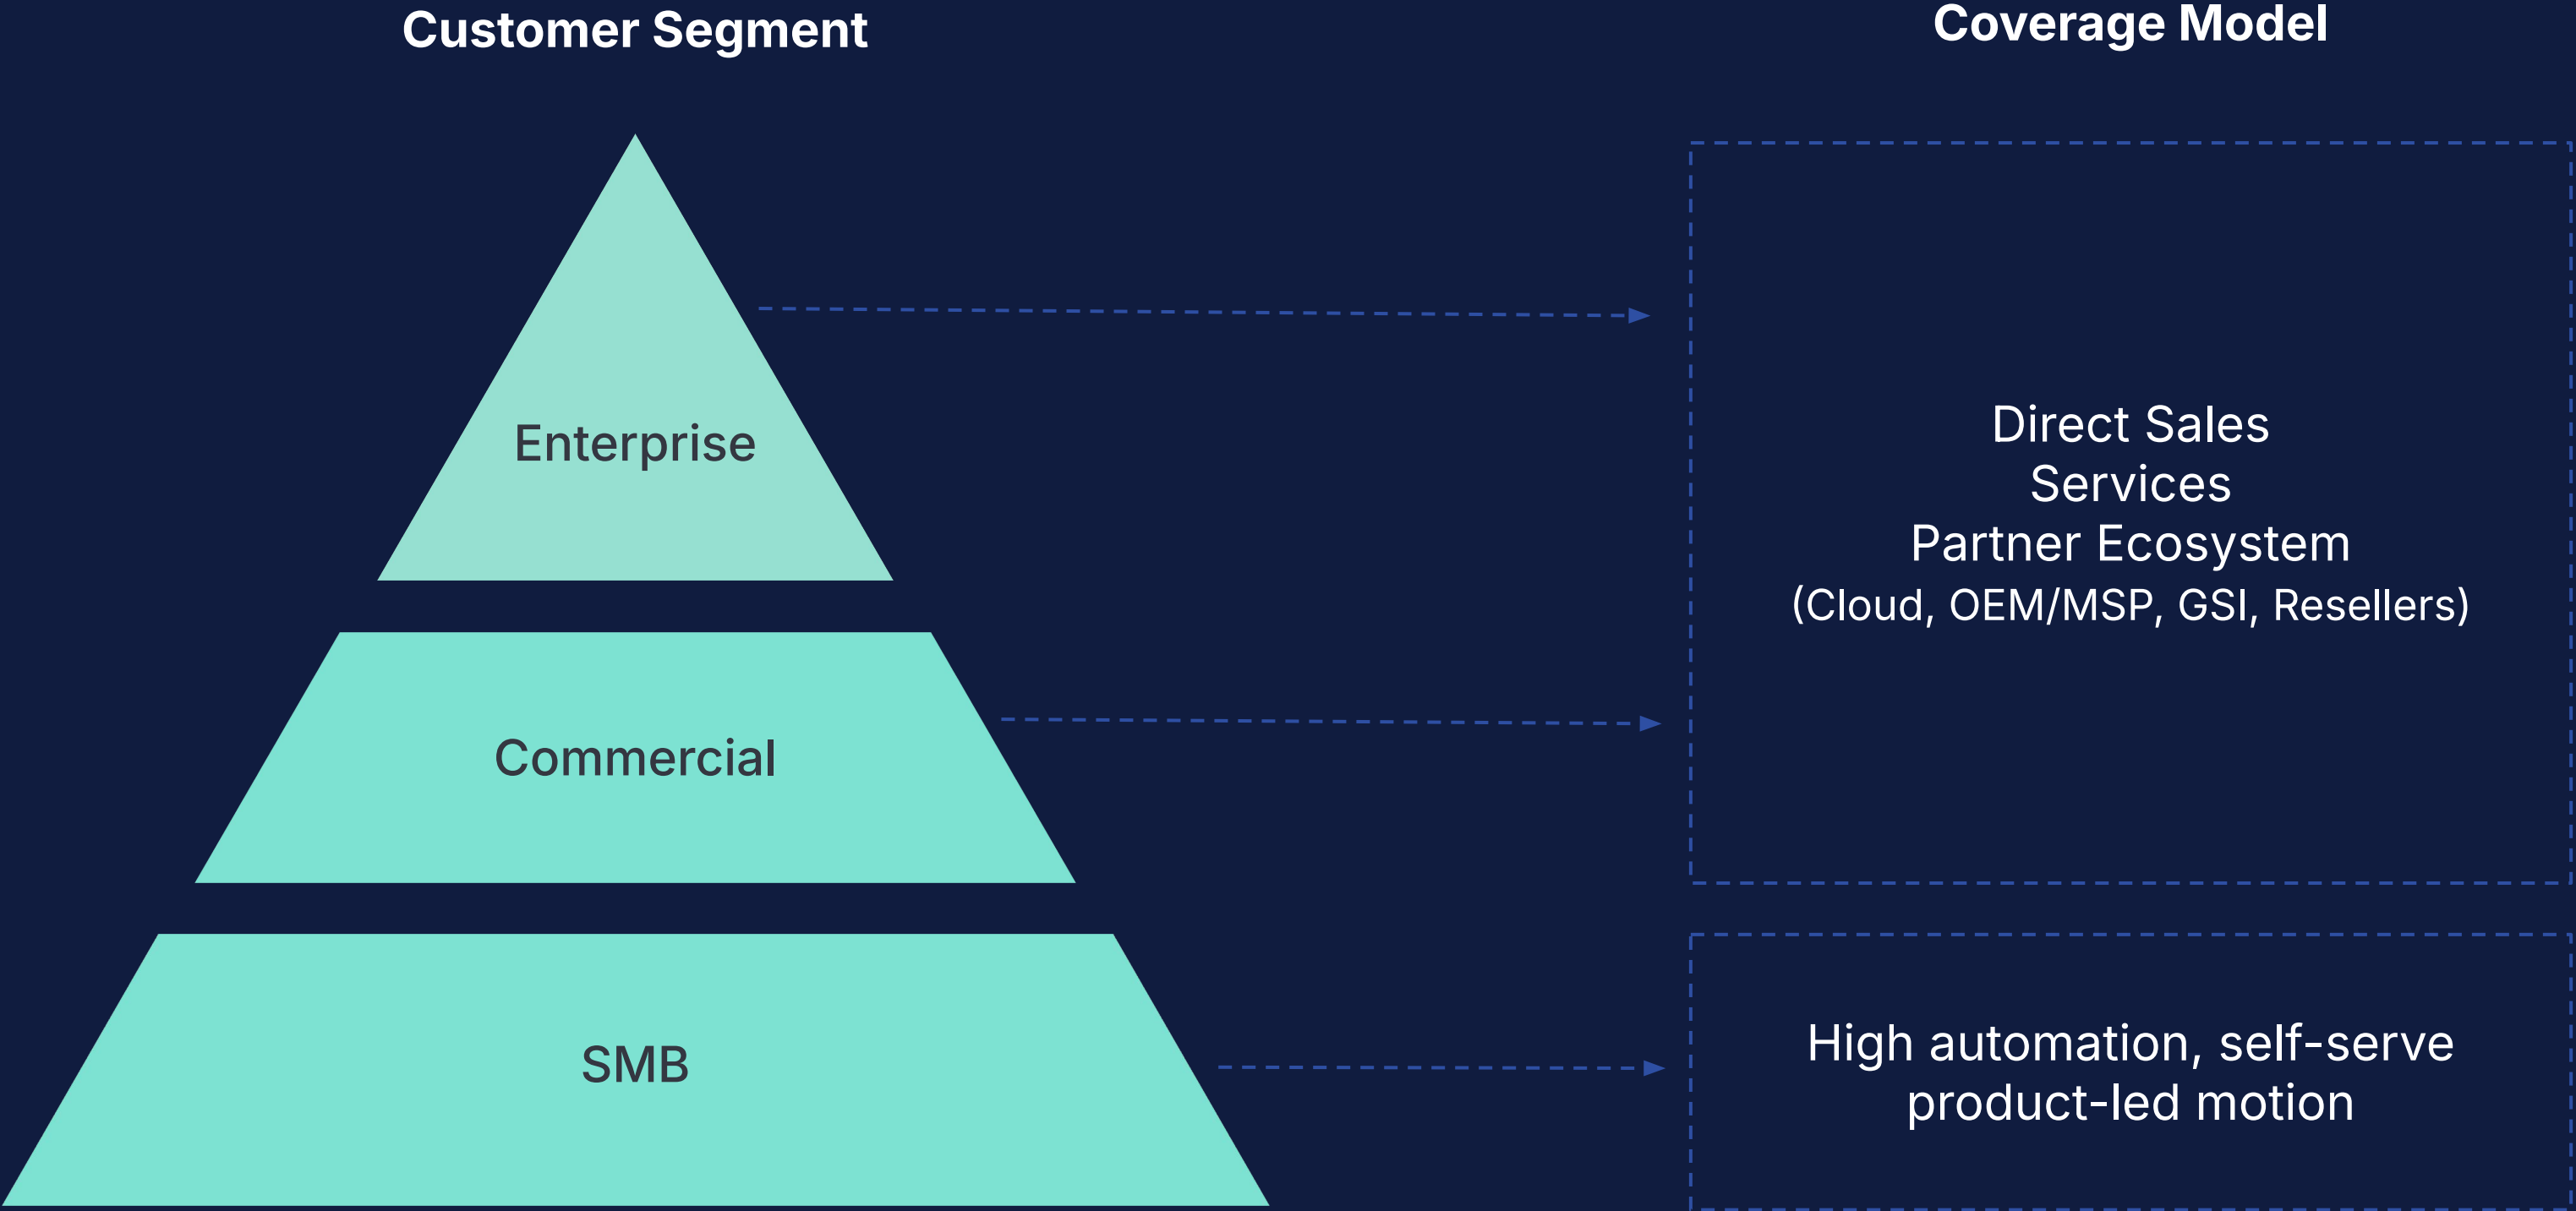 Customer Segment
Coverage Model
Enterprise
Commercial
SMB
Direct Sales
Services
Partner Ecosystem
(Cloud, OEM/MSP, GSI, Resellers)
High automation, self-serve
product-led motion